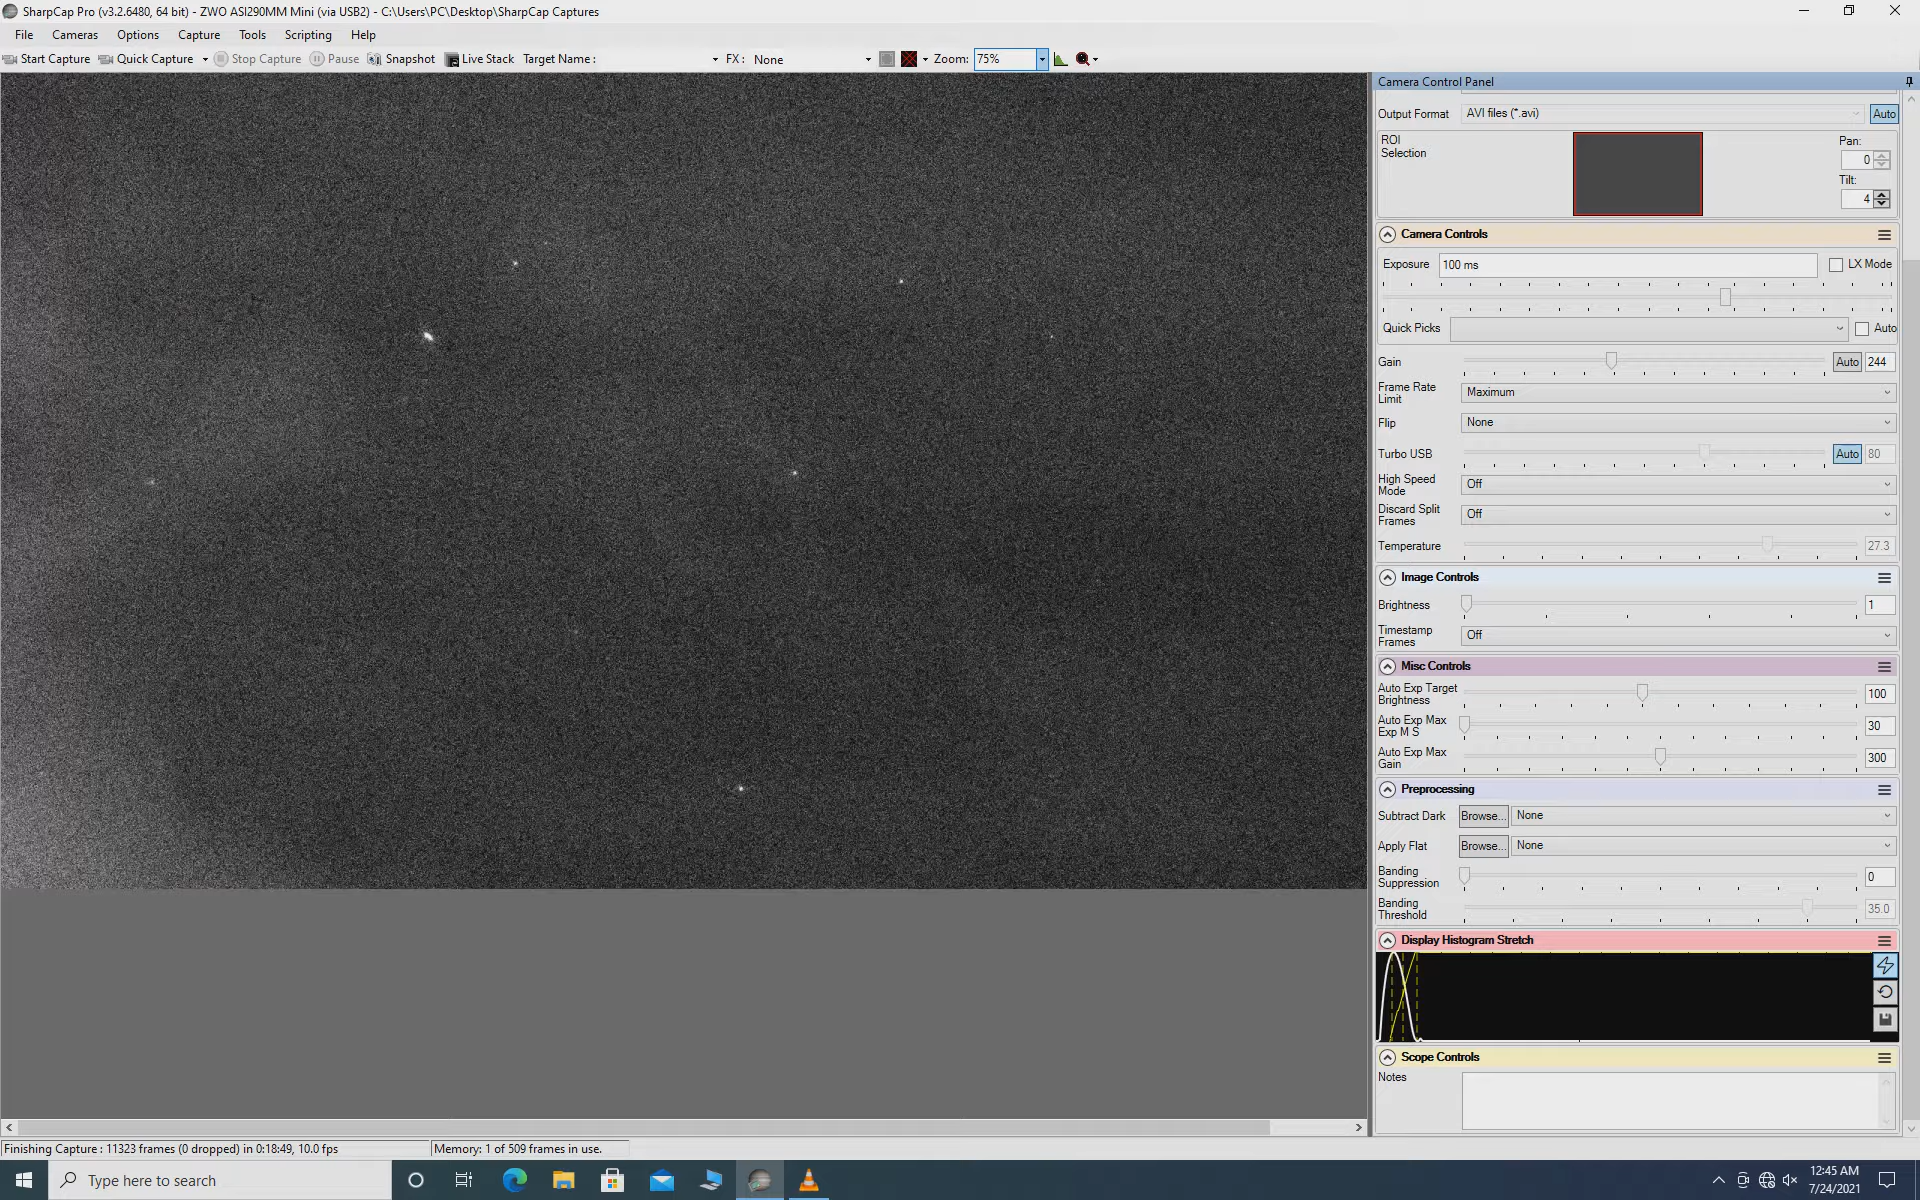 SharpCap Pro (v3.2.6480, 64 bit) - ZWO ASI290MM Mini (via USB2) - C:\Users\PC\Desktop\SharpCap Captures
File Cameras Options Capture Tools Scripting Help
Start Capture Quick Capture Stop Capture Pause Snapshot Live Stack Target Name : FX : None Zoom: 75%
Camera Control Panel
Output Format AVI files (*.avi) Auto
ROI
Selection
Pan:
0
Tilt:
4
Camera Controls
Exposure 100 ms LX Mode
Quick Picks Auto
Gain Auto 244
Frame Rate
Limit
Maximum
Flip None
Turbo USB Auto 80
High Speed
Mode
Off
Discard Split
Frames
Off
Temperature 27.3
Image Controls
Brightness 1
Timestamp
Frames
Off
Misc Controls
Auto Exp Target
Brightness
100
Auto Exp Max
Exp M S
30
Auto Exp Max
Gain
300
Preprocessing
Subtract Dark Browse... None
Apply Flat Browse... None
Banding
Suppression
0
Banding
Threshold
35.0
Display Histogram Stretch
Scope Controls
Notes
Finishing Capture : 11323 frames (0 dropped) in 0:18:49, 10.0 fps Memory: 1 of 509 frames in use.
Type here to search
12:45 AM
7/24/2021